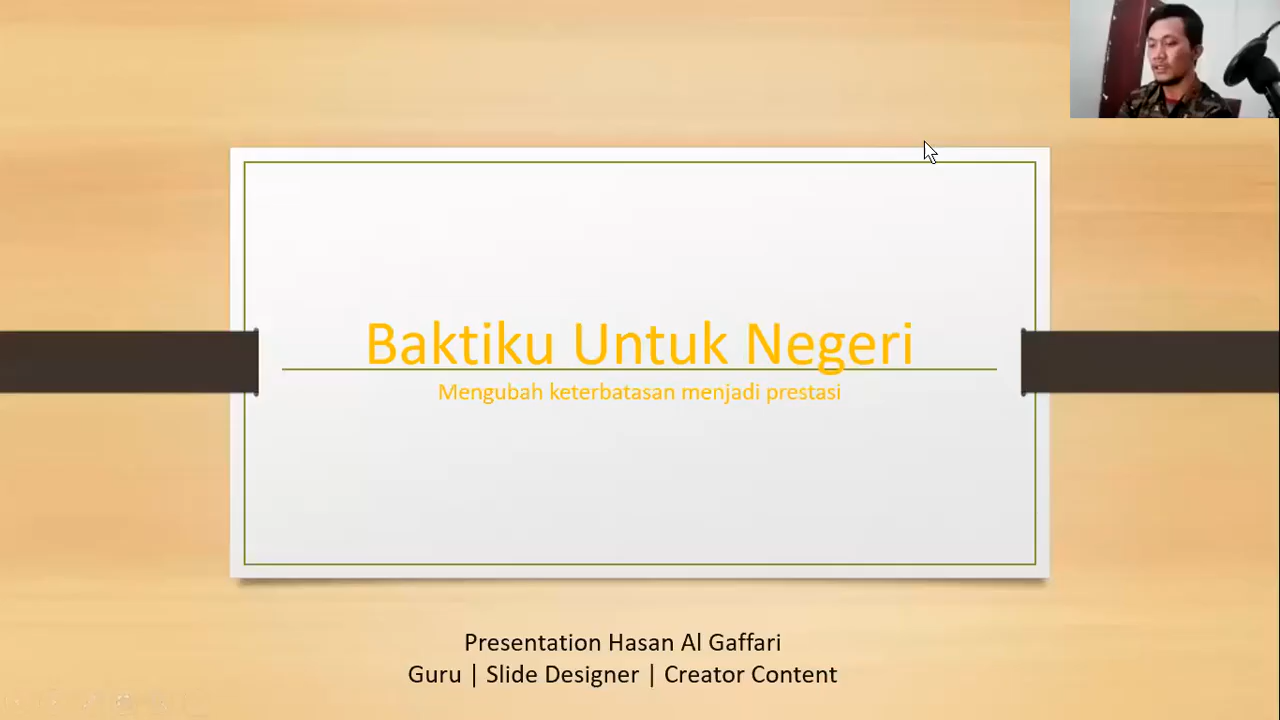 Baktiku Untuk Negeri
Mengubah keterbatasan menjadi prestasi
Presentation Hasan Al Gaffari
Guru | Slide Designer | Creator Content